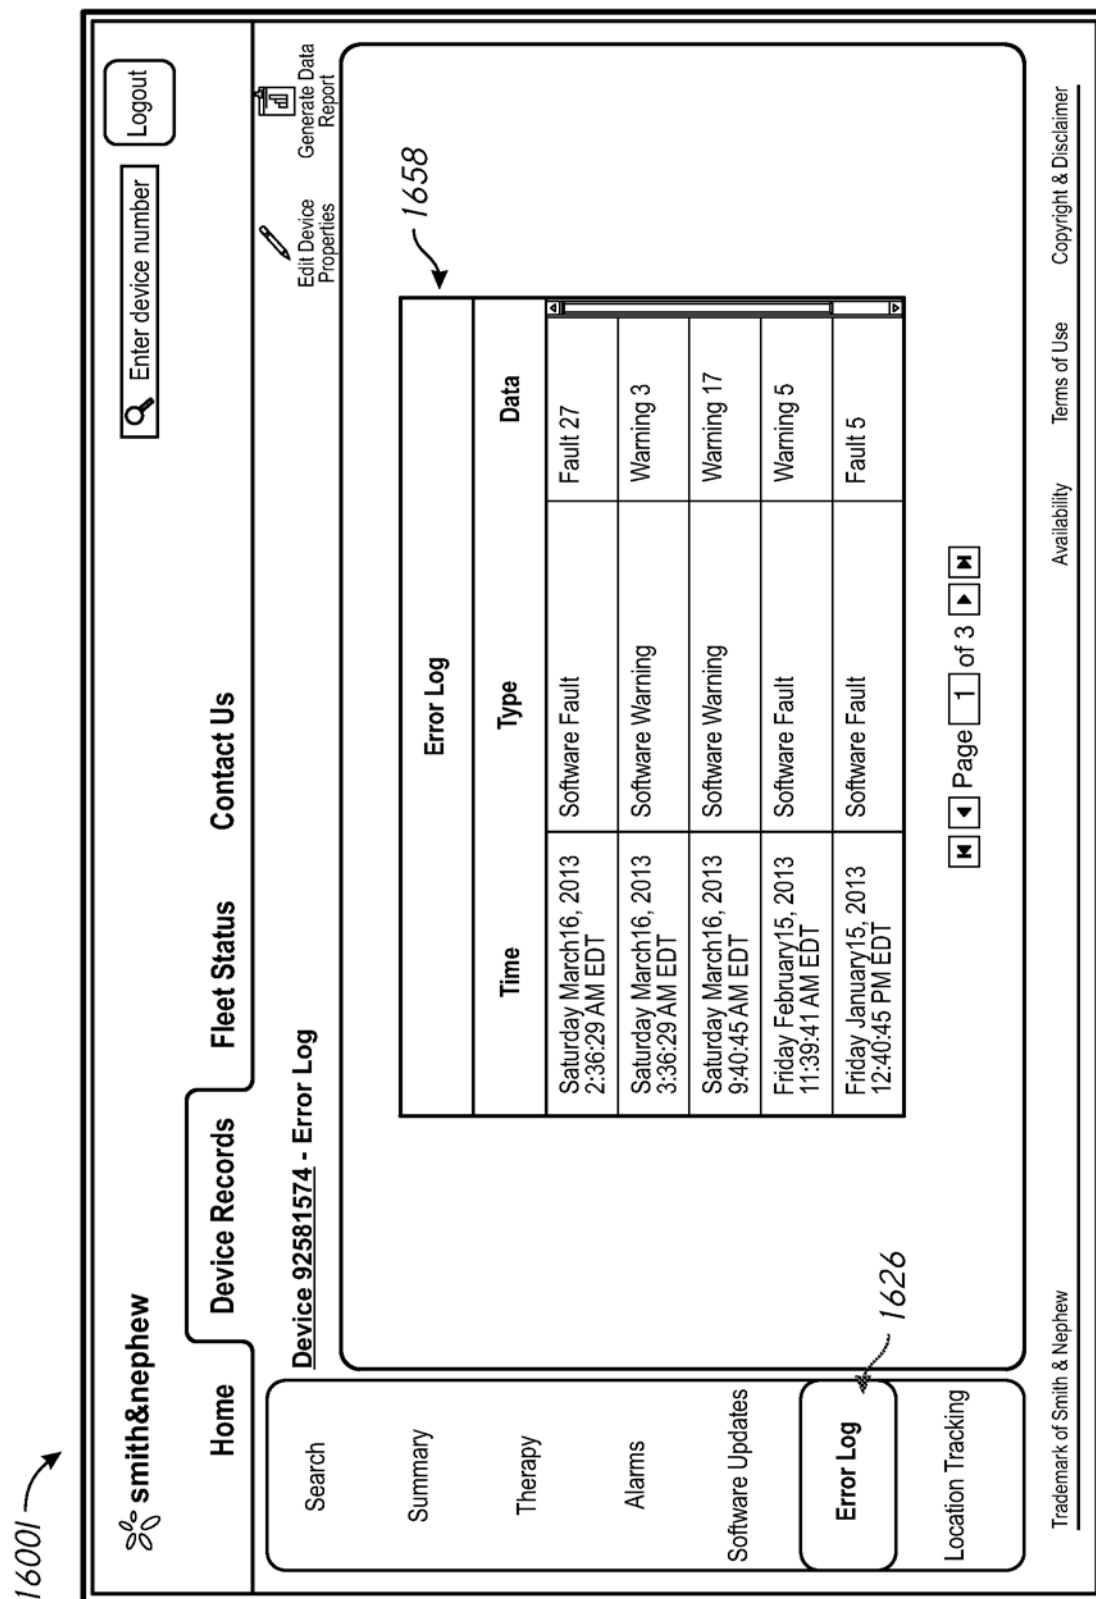 1600I
smith&nephew
Enter device number
Logout
Home
Device Records
Fleet Status
Contact Us
Device 92581574 - Error Log
Edit Device
Properties
Generate Data
Report
Search
Summary
Therapy
Alarms
Software Updates
Error Log
Location Tracking
1626
1658
Error Log
Time Type Data
Saturday March16, 2013
2:36:29 AM EDT
Software Fault
Fault 27
Saturday March16, 2013
3:36:29 AM EDT
Software Warning
Warning 3
Saturday March16, 2013
9:40:45 AM EDT
Software Warning
Warning 17
Friday February15, 2013
11:39:41 AM EDT
Software Fault
Warning 5
Friday January15, 2013
12:40:45 PM EDT
Software Fault
Fault 5
Page 1 of 3
Trademark of Smith & Nephew
Availability
Terms of Use
Copyright & Disclaimer